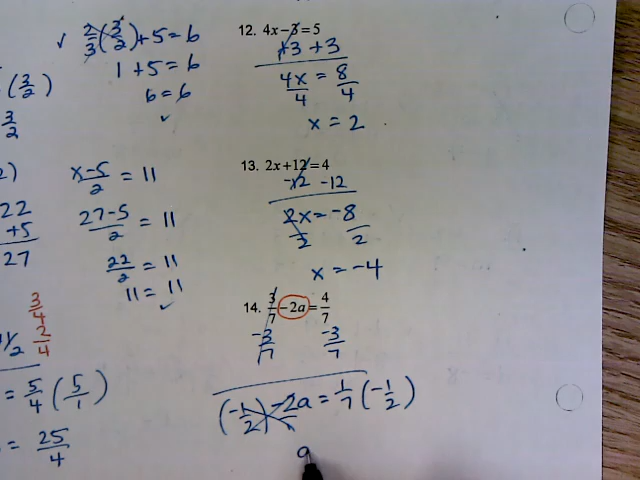 ✓ 2/3 (3/2) + 5 = 6
1 + 5 = 6
6 = 6
✓
(3/2)
3/2
x-5/2 = 11
27-5/2 = 11
22/2 = 11
11 = 11
✓
22
+5
27
3/4
1/2 2/4
= 5/4 (5/1)
= 25/4
12. 4x - 3 = 5
+3 +3
4x/4 = 8/4
x = 2
13. 2x + 12 = 4
-12 -12
2x/2 = -8/2
x = -4
14. 3/7 - 2a = 4/7
-3/7 -3/7
(-1/2) -2a = 1/7 (-1/2)
a